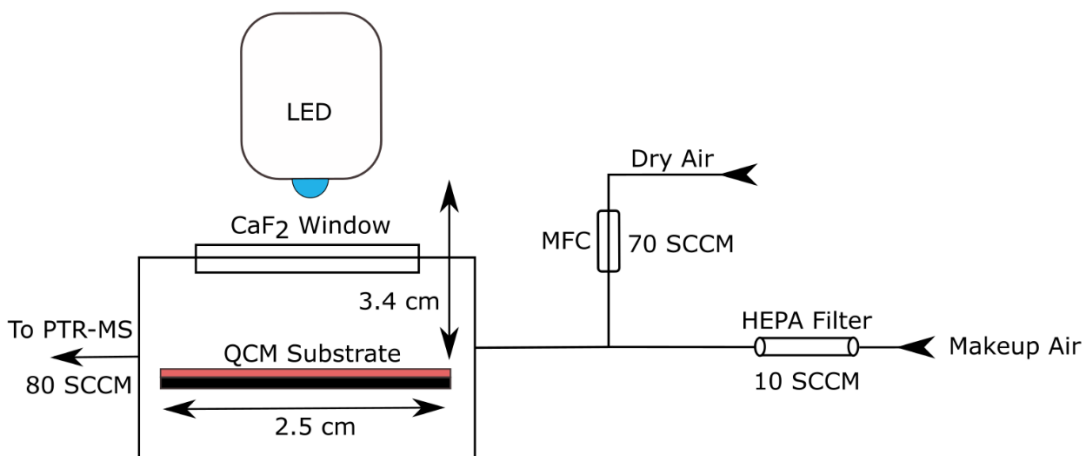 LED
Dry Air
CaF2 Window
MFC
70 SCCM
3.4 cm
To PTR-MS
HEPA Filter
QCM Substrate
Makeup Air
80 SCCM
10 SCCM
2.5 cm